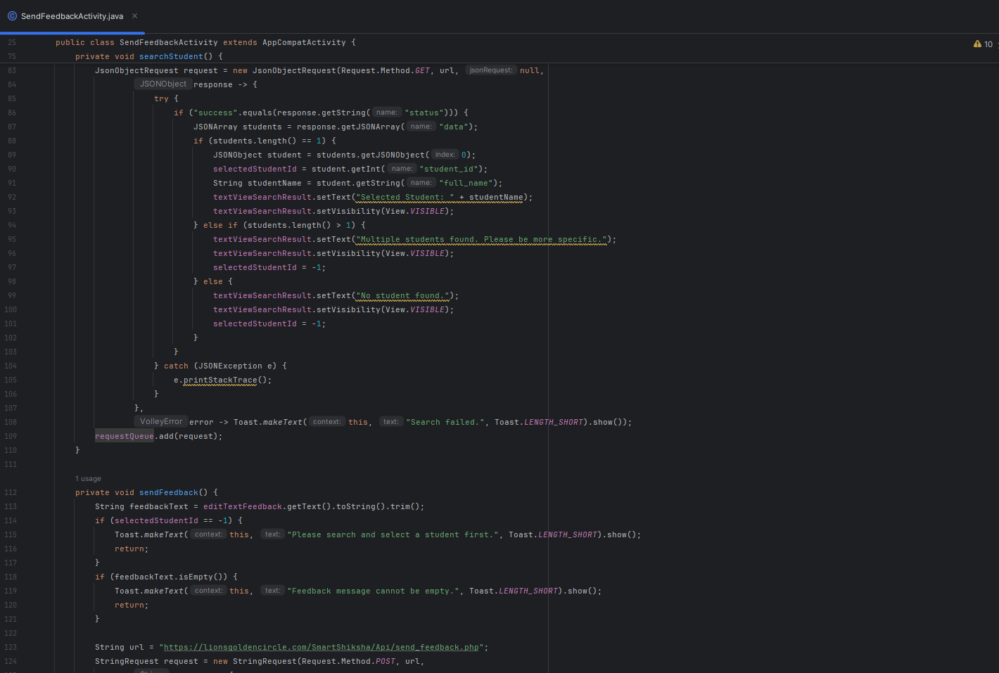 SendFeedbackActivity.java
25 public class SendFeedbackActivity extends AppCompatActivity {
10
75 private void searchStudent() {
83 JsonObjectRequest request = new JsonObjectRequest(Request.Method.GET, url, jsonRequest: null,
84 JSONObject response -> {
85 try {
86 if ("success".equals(response.getString( name: "status"))) {
87 JSONArray students = response.getJSONArray( name: "data");
88 if (students.length() == 1) {
89 JSONObject student = students.getJSONObject( index: 0);
90 selectedStudentId = student.getInt( name: "student_id");
91 String studentName = student.getString( name: "full_name");
92 textViewSearchResult.setText("Selected Student: " + studentName);
93 textViewSearchResult.setVisibility(View.VISIBLE);
94 } else if (students.length() > 1) {
95 textViewSearchResult.setText("Multiple students found. Please be more specific.");
96 textViewSearchResult.setVisibility(View.VISIBLE);
97 selectedStudentId = -1;
98 } else {
99 textViewSearchResult.setText("No student found.");
100 textViewSearchResult.setVisibility(View.VISIBLE);
101 selectedStudentId = -1;
102 }
103 }
104 } catch (JSONException e) {
105 e.printStackTrace();
106 }
107 },
108 VolleyError error -> Toast.makeText( context: this, text: "Search failed.", Toast.LENGTH_SHORT).show());
109 requestQueue.add(request);
110 }
111
1 usage
112 private void sendFeedback() {
113 String feedbackText = editTextFeedback.getText().toString().trim();
114 if (selectedStudentId == -1) {
115 Toast.makeText( context: this, text: "Please search and select a student first.", Toast.LENGTH_SHORT).show();
116 return;
117 }
118 if (feedbackText.isEmpty()) {
119 Toast.makeText( context: this, text: "Feedback message cannot be empty.", Toast.LENGTH_SHORT).show();
120 return;
121 }
122
123 String url = "https://lionsgoldencircle.com/SmartShiksha/Api/send_feedback.php";
124 StringRequest request = new StringRequest(Request.Method.POST, url,